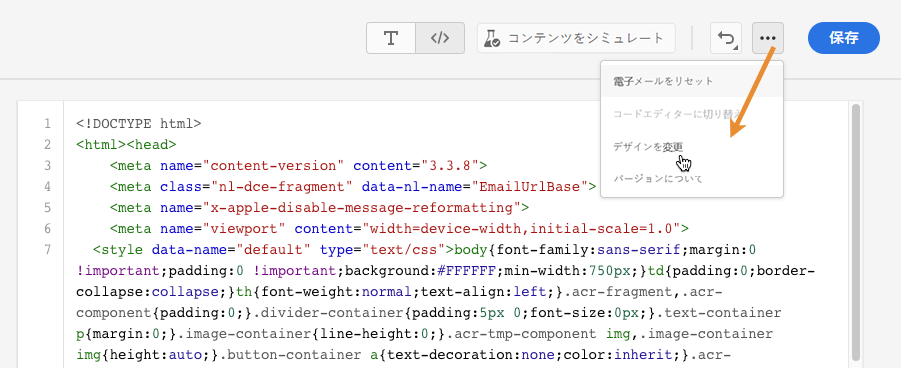 T </> コンテンツをシミュレート ••• 保存
電子メールをリセット
コードエディターに切り替え
デザインを変更
バージョンについて
1 <!DOCTYPE html>
2 <html><head>
3 <meta name="content-version" content="3.3.8">
4 <meta class="nl-dce-fragment" data-nl-name="EmailUrlBase">
5 <meta name="x-apple-disable-message-reformatting">
6 <meta name="viewport" content="width=device-width,initial-scale=1.0">
7 <style data-name="default" type="text/css">body{font-family:sans-serif;margin:0
!important;padding:0 !important;background:#FFFFFF;min-width:750px;}td{padding:0;border-
collapse:collapse;}th{font-weight:normal;text-align:left;}.acr-fragment,.acr-
component{padding:0;}.divider-container{padding:5px 0;font-size:0px;}.text-container
p{margin:0;}.image-container{line-height:0;}.acr-tmp-component img,.image-container
img{height:auto;}.button-container a{text-decoration:none;color:inherit;}.acr-